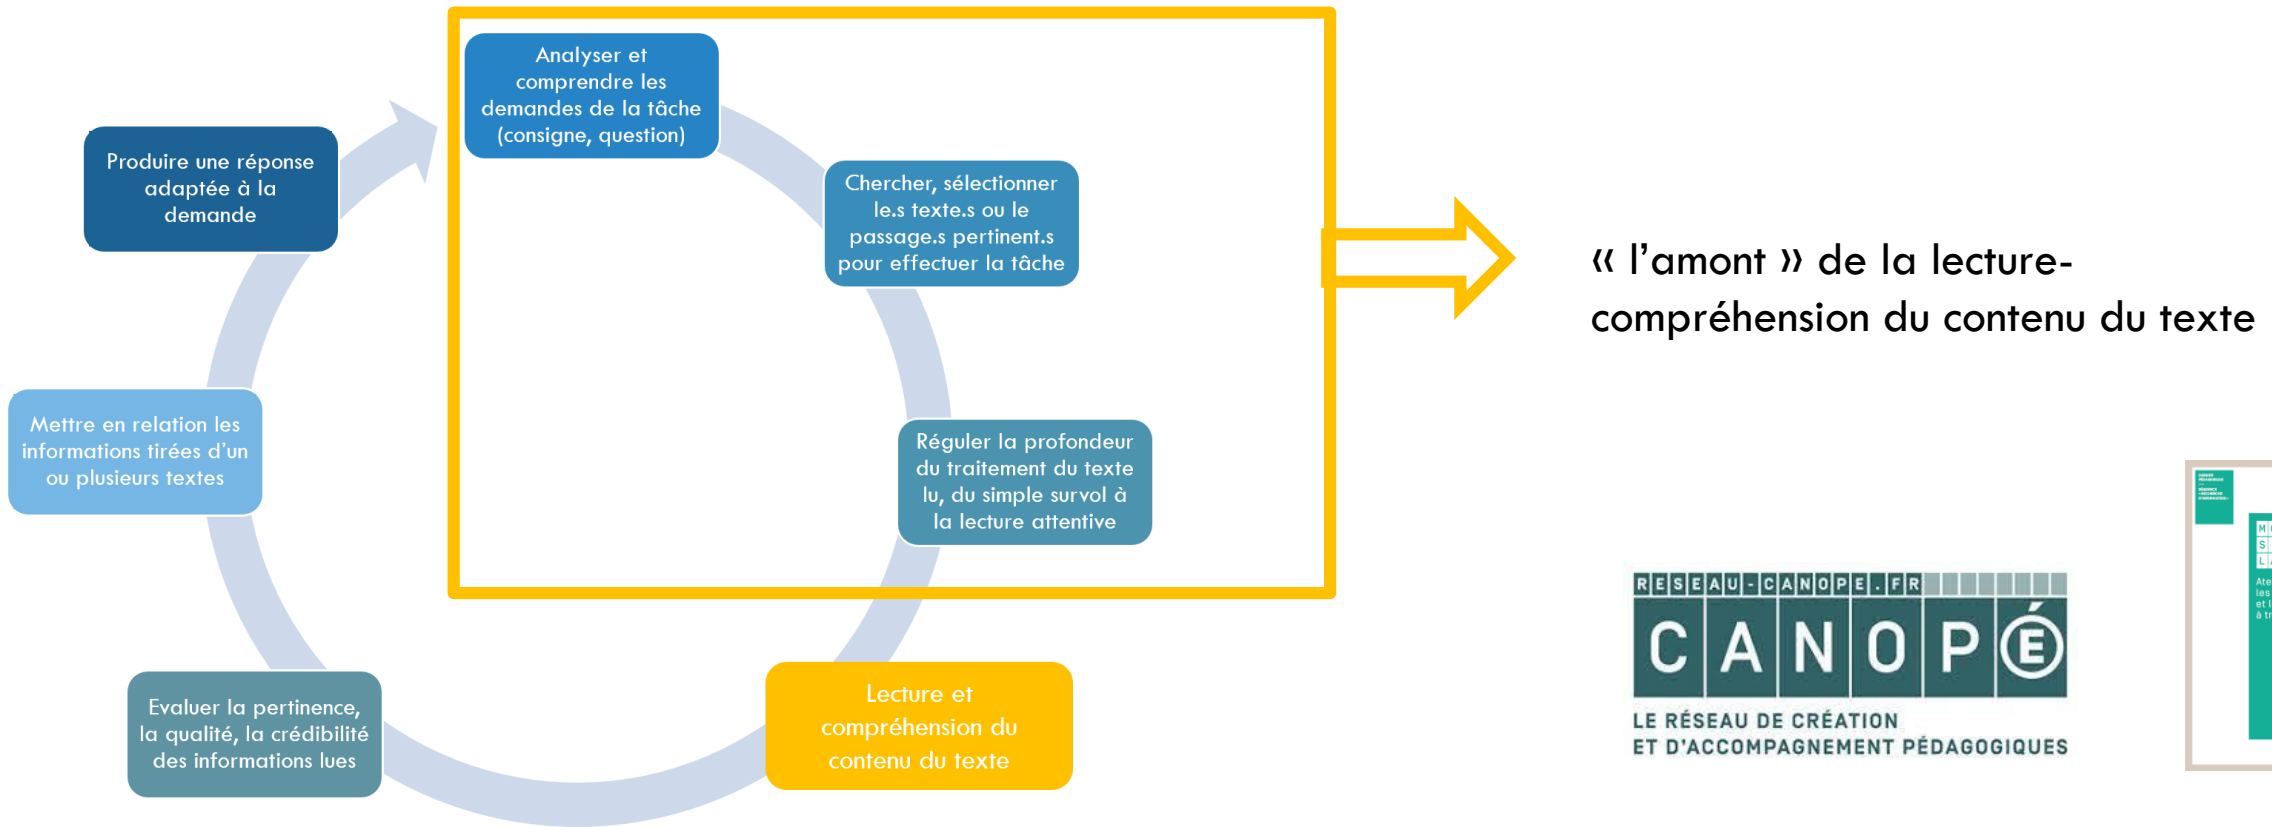 Analyser et
comprendre les
demandes de la tâche
(consigne, question)
Chercher, sélectionner
le.s texte.s ou le
passage.s pertinent.s
pour effectuer la tâche
Réguler la profondeur
du traitement du texte
lu, du simple survol à
la lecture attentive
Lecture et
compréhension du
contenu du texte
Evaluer la pertinence,
la qualité, la crédibilité
des informations lues
Mettre en relation les
informations tirées d’un
ou plusieurs textes
Produire une réponse
adaptée à la
demande
« l’amont » de la lecture-
compréhension du contenu du texte
RESEAU-CANOPE.FR
CANOPÉ
LE RÉSEAU DE CRÉATION
ET D'ACCOMPAGNEMENT PÉDAGOGIQUES